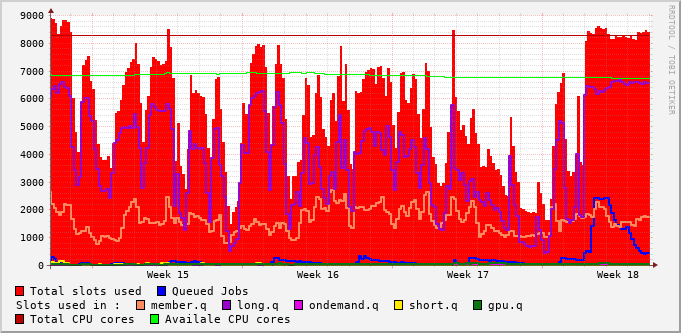 9000
8000
7000
6000
5000
4000
3000
2000
1000
0
Week 15 Week 16 Week 17 Week 18
RRDTOOL / TOBI OETIKER
Total slots used Queued Jobs
Slots used in : member.q long.q ondemand.q short.q gpu.q
Total CPU cores Availale CPU cores